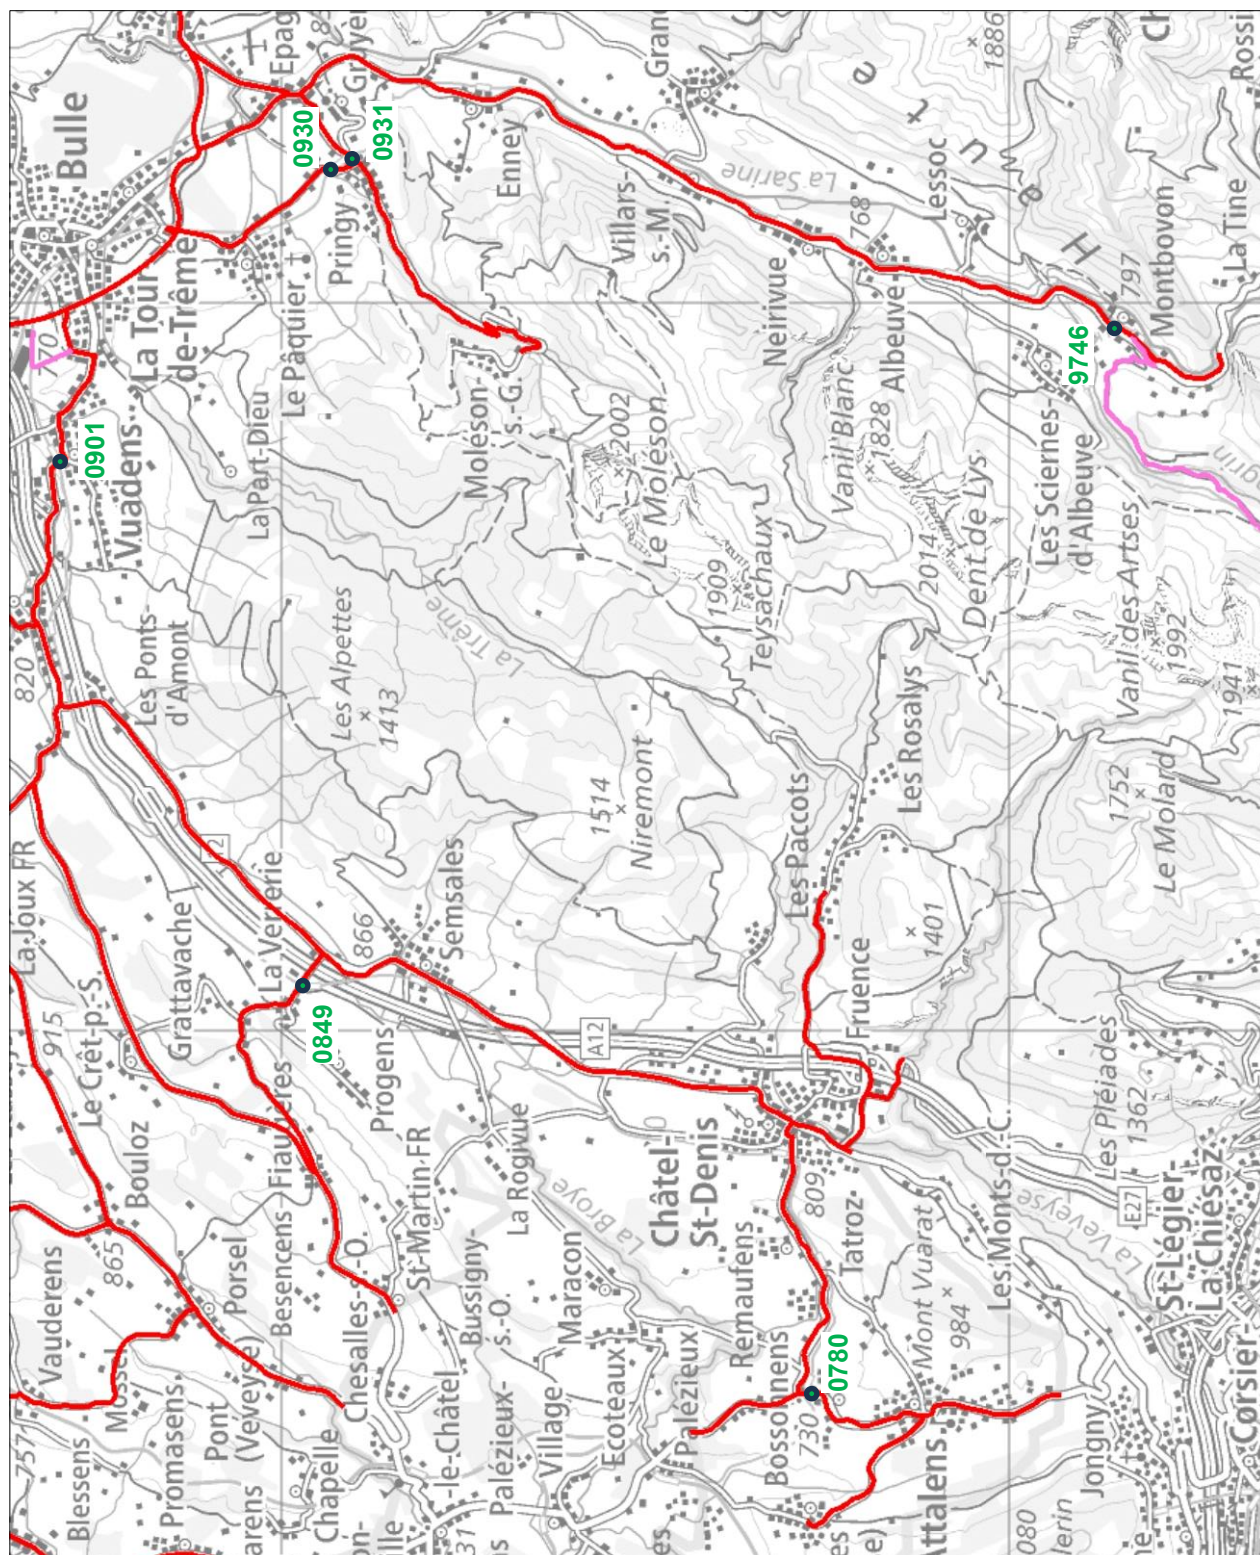 757
820
La Joux FR
Vauderens
915
70
Blessens
Bulle
Le Crêt-p.-S.
0901
865
Bouloz
Vuadens
La Tour-
de-Trême
Les Ponts
d'Amont
Promasens
Grattavache
Pont
(Veveyse)
Porsel
Epag
La Part-Dieu
La Verrerie
Bessencens
Fiaugères
Le Pâquier
0930
0849
Chapelle
Les Alpettes
1413
Pringy
Chesalles-s.-O.
866
Progens
0931
St-Martin FR
La Trême
-le-Châtel
Semsales
Bussigny-
s.-O.
Moléson-
s.-G.
Palézieux-
Village
La Rogivue
Enney
Maracon
La Broye
A12
1514
Niremont
2002
Le Moléson
Villars-
s. M.
Ecoteaux
Palézieux
Châtel-
St-Denis
1909
Teysachaux
Remaufens
Bossonnens
730
Les Paccots
Neirivue
La Sarine
809
0780
Tatroz
Fruence
Vanil Blanc
1828
768
Albeuve
Les Rosalys
Mont Vuarat
984
1401
2014
Dent de Lys
Lessoc
Attalens
Les Monts-d.-C.
1886
Les Sciernes-
d'Albeuve
9746
Jongny
Les Pléiades
1362
La Veveyse
1752
Le Molard
Vanil des Artses
1992
797
Montbovon
E27
St-Légier-
La Chiésaz
1941
La Tine
Corsier-
Rossi